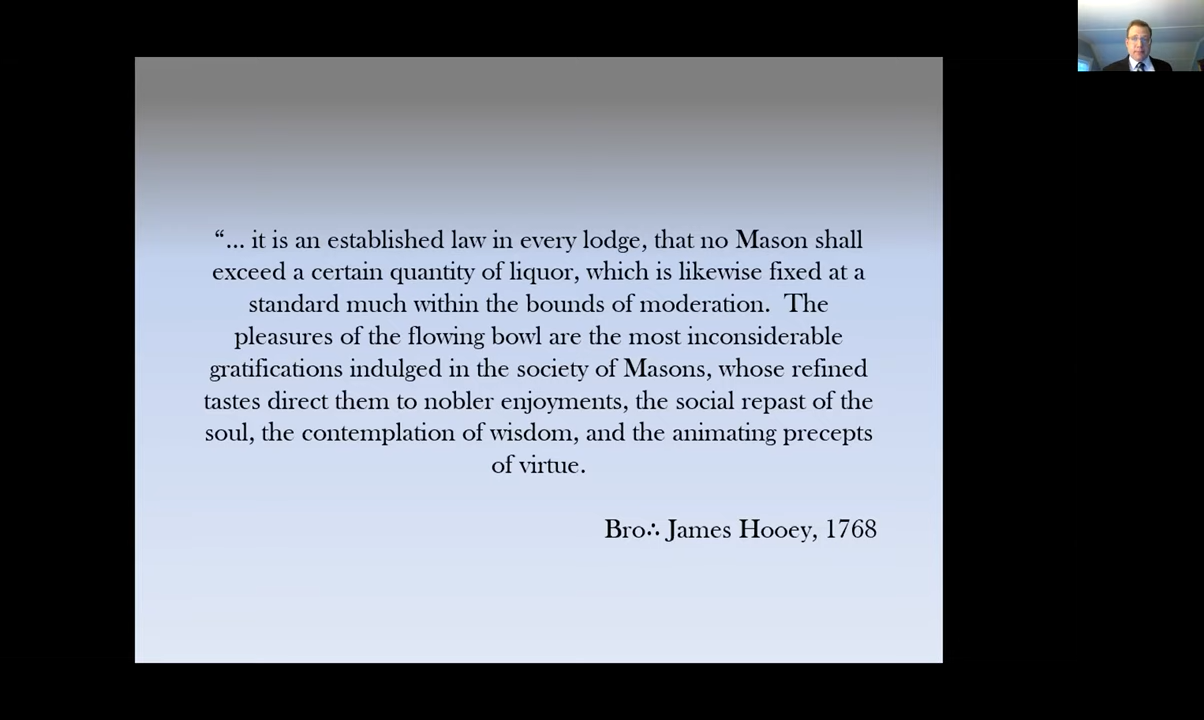 “... it is an established law in every lodge, that no Mason shall
exceed a certain quantity of liquor, which is likewise fixed at a
standard much within the bounds of moderation.  The
pleasures of the flowing bowl are the most inconsiderable
gratifications indulged in the society of Masons, whose refined
tastes direct them to nobler enjoyments, the social repast of the
soul, the contemplation of wisdom, and the animating precepts
of virtue.
Bro∴ James Hooey, 1768